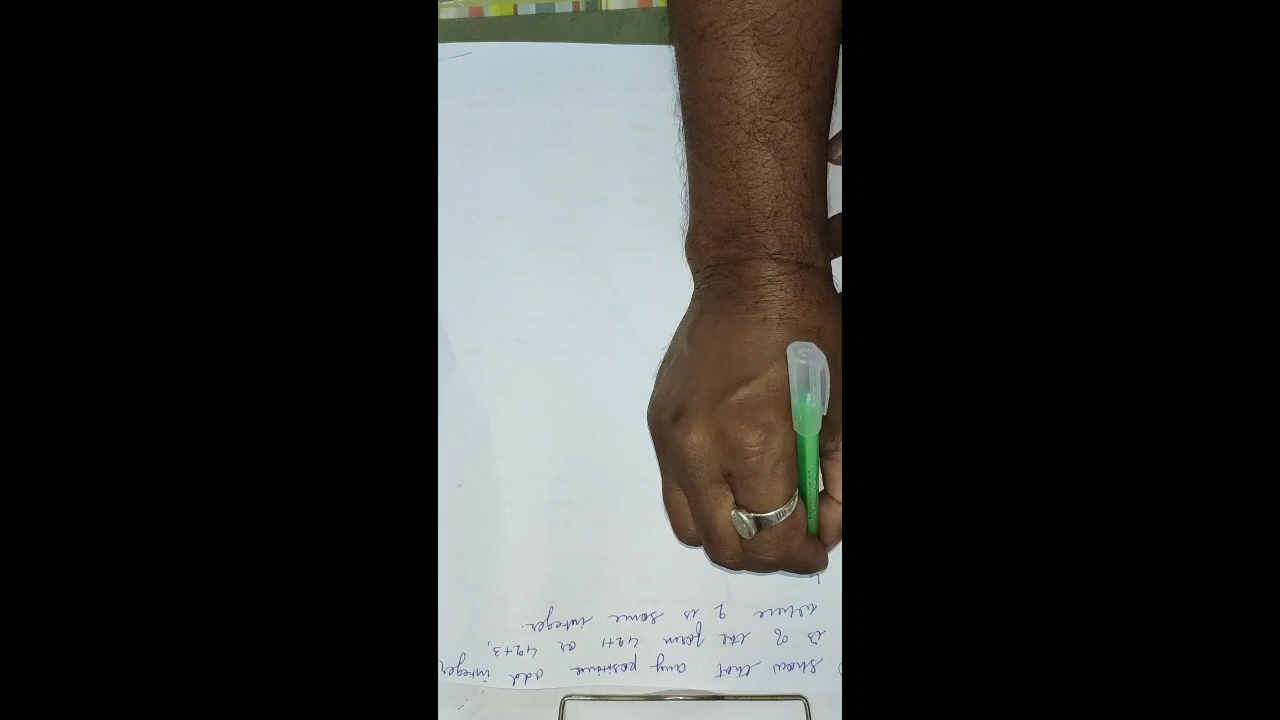 show that any positive odd integer
is of the form 4q+1 or 4q+3,
where q is some integer.